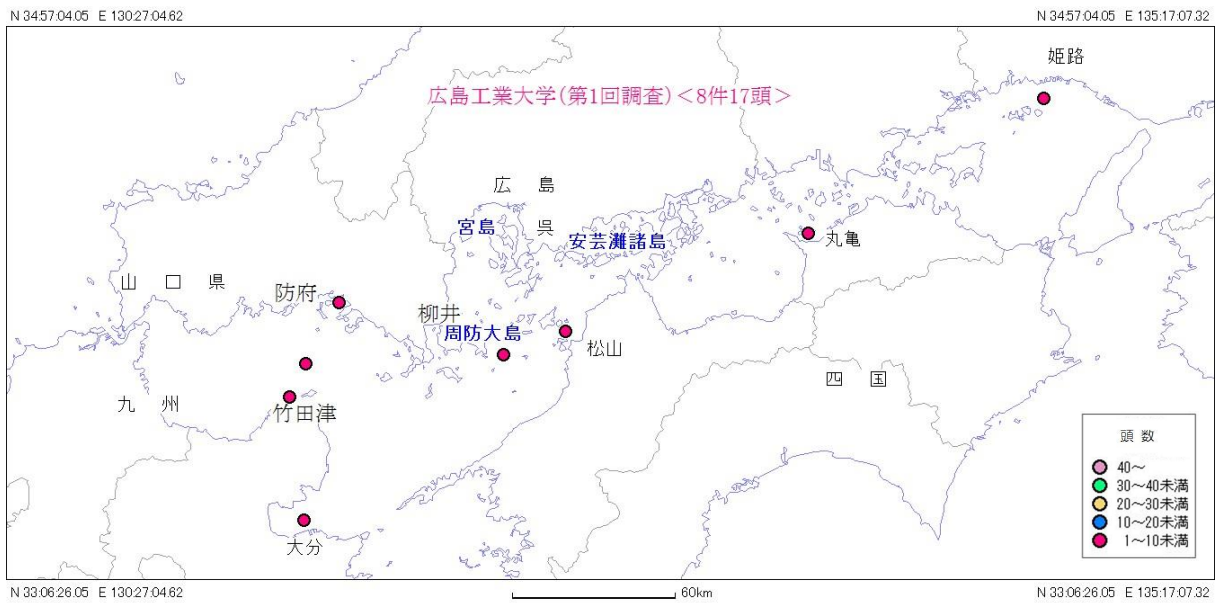 N 34:57:04.05 E 130:27:04.62
N 34:57:04.05 E 135:17:07.32
姫路
広島工業大学(第1回調査)<8件17頭>
広島
宮島
呉
安芸灘諸島
丸亀
山口県
防府
柳井
周防大島
松山
四国
九州
竹田津
大分
頭数
40～
30～40未満
20～30未満
10～20未満
1～10未満
N 33:06:26.05 E 130:27:04.62
60km
N 33:06:26.05 E 135:17:07.32